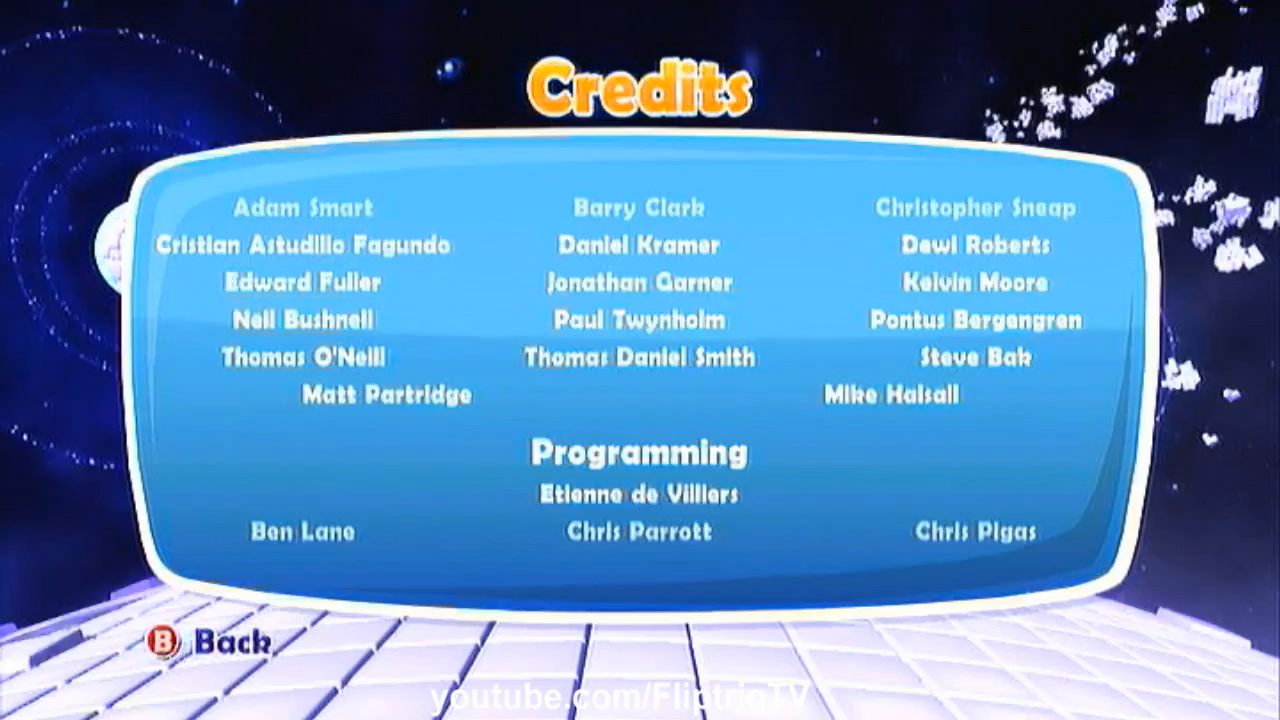 Credits
Adam Smart Barry Clark Christopher Sneap
Cristian Astudillo Fagundo Daniel Kramer Dewi Roberts
Edward Fuller Jonathan Garner Kelvin Moore
Neil Bushnell Paul Twynholm Pontus Bergengren
Thomas O'Neill Thomas Daniel Smith Steve Bak
Matt Partridge Mike Halsall
Programming
Etienne de Villiers
Ben Lane Chris Parrott Chris Pigas
B Back
youtube.com/FliptriqTV